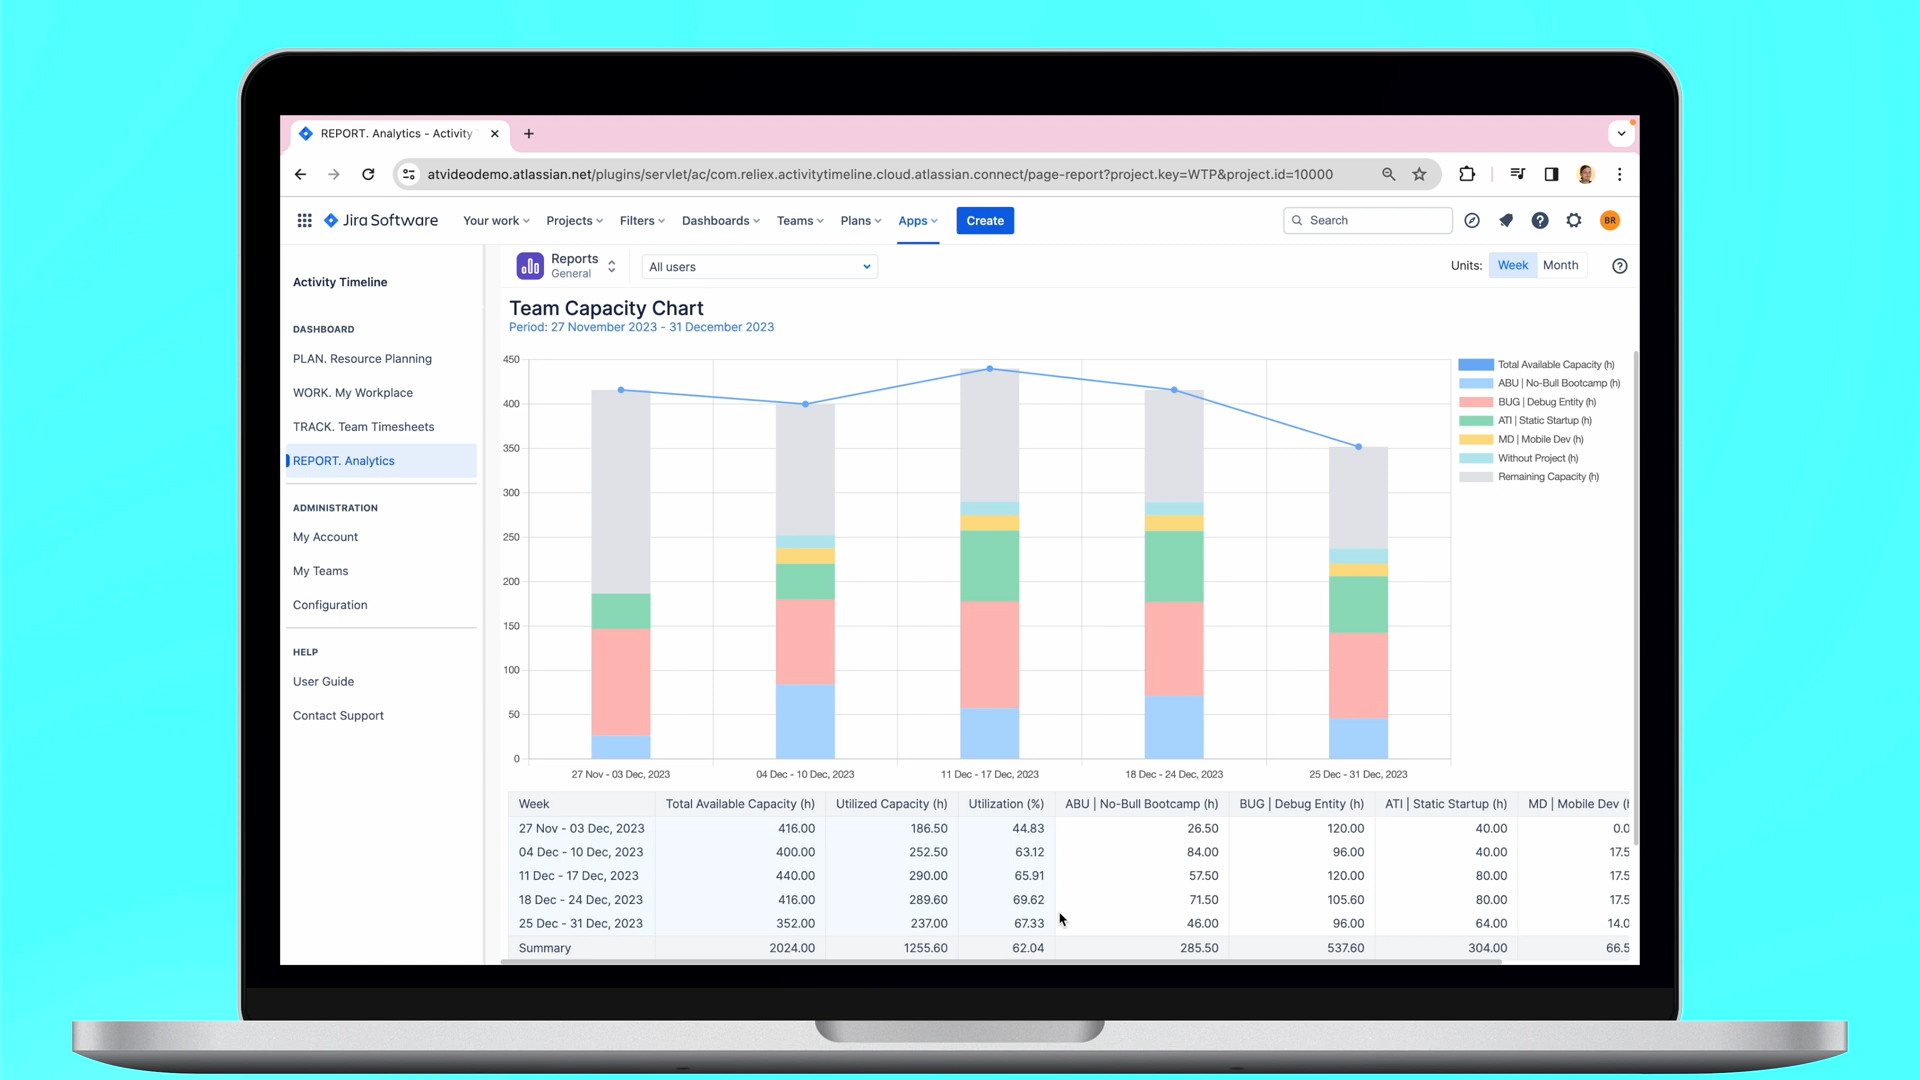 REPORT. Analytics - Activity
atvideodemo.atlassian.net/plugins/servlet/ac/com.reliex.activitytimeline.cloud.atlassian.connect/page-report?project.key=WTP&project.id=10000
Jira Software Your work Projects Filters Dashboards Teams Plans Apps Create Search BR
Activity Timeline
DASHBOARD
PLAN. Resource Planning
WORK. My Workplace
TRACK. Team Timesheets
REPORT. Analytics
ADMINISTRATION
My Account
My Teams
Configuration
HELP
User Guide
Contact Support
Reports
General
All users
Units: Week Month
Team Capacity Chart
Period: 27 November 2023 - 31 December 2023
450
400
350
300
250
200
150
100
50
0
27 Nov - 03 Dec, 2023 04 Dec - 10 Dec, 2023 11 Dec - 17 Dec, 2023 18 Dec - 24 Dec, 2023 25 Dec - 31 Dec, 2023
Total Available Capacity (h)
ABU | No-Bull Bootcamp (h)
BUG | Debug Entity (h)
ATI | Static Startup (h)
MD | Mobile Dev (h)
Without Project (h)
Remaining Capacity (h)
Week Total Available Capacity (h) Utilized Capacity (h) Utilization (%) ABU | No-Bull Bootcamp (h) BUG | Debug Entity (h) ATI | Static Startup (h) MD | Mobile Dev (
27 Nov - 03 Dec, 2023 416.00 186.50 44.83 26.50 120.00 40.00 0.0
04 Dec - 10 Dec, 2023 400.00 252.50 63.12 84.00 96.00 40.00 17.5
11 Dec - 17 Dec, 2023 440.00 290.00 65.91 57.50 120.00 80.00 17.5
18 Dec - 24 Dec, 2023 416.00 289.60 69.62 71.50 105.60 80.00 17.5
25 Dec - 31 Dec, 2023 352.00 237.00 67.33 46.00 96.00 64.00 14.0
Summary 2024.00 1255.60 62.04 285.50 537.60 304.00 66.5